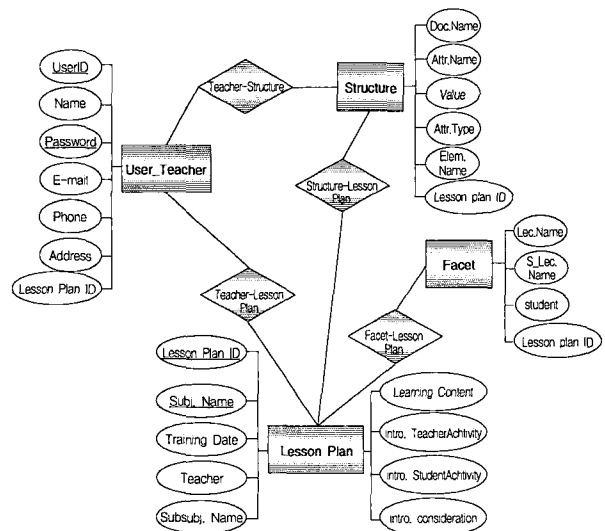 UserID
Name
Password
E-mail
Phone
Address
Lesson Plan ID
User_Teacher
Teacher-Structure
Structure
Doc.Name
Attr.Name
Value
Attr.Type
Elem.
Name
Lesson plan ID
Structure-Lesson
Plan
Teacher-Lesson
Plan
Facet-Lesson
Plan
Facet
Lec.Name
S_Lec.
Name
student
Lesson plan ID
Lesson Plan ID
Subj. Name
Training Date
Teacher
Subsubj. Name
Lesson Plan
Learning Content
intro. TeacherAchtivity
intro. StudentAchtivity
intro. consideration